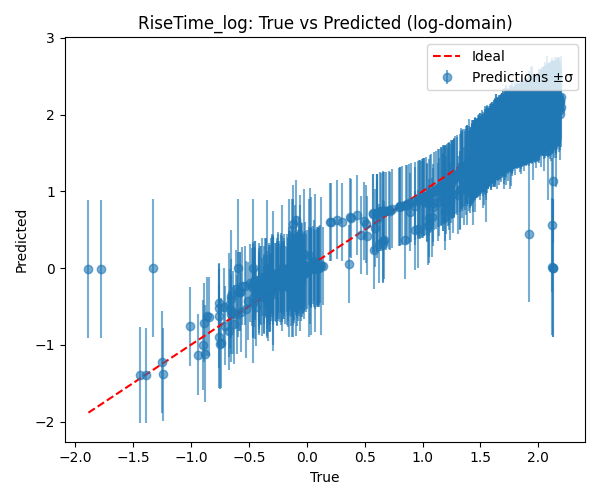 RiseTime_log: True vs Predicted (log-domain)
Ideal
Predictions ±σ
3
2
1
0
−1
−2
Predicted
−2.0 −1.5 −1.0 −0.5 0.0 0.5 1.0 1.5 2.0
True